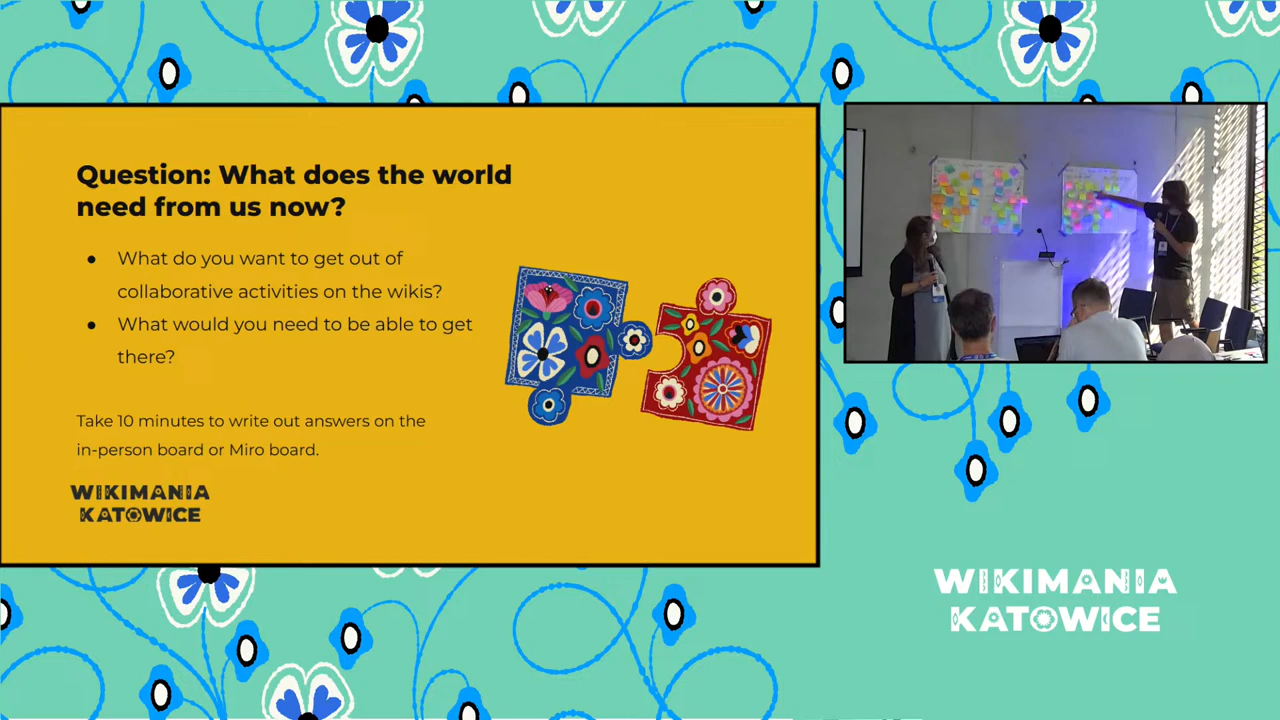 Question: What does the world
need from us now?
● What do you want to get out of
collaborative activities on the wikis?
● What would you need to be able to get
there?
Take 10 minutes to write out answers on the
in-person board or Miro board.
WIKIMANIA
KATOWICE
WIKIMANIA
KATOWICE